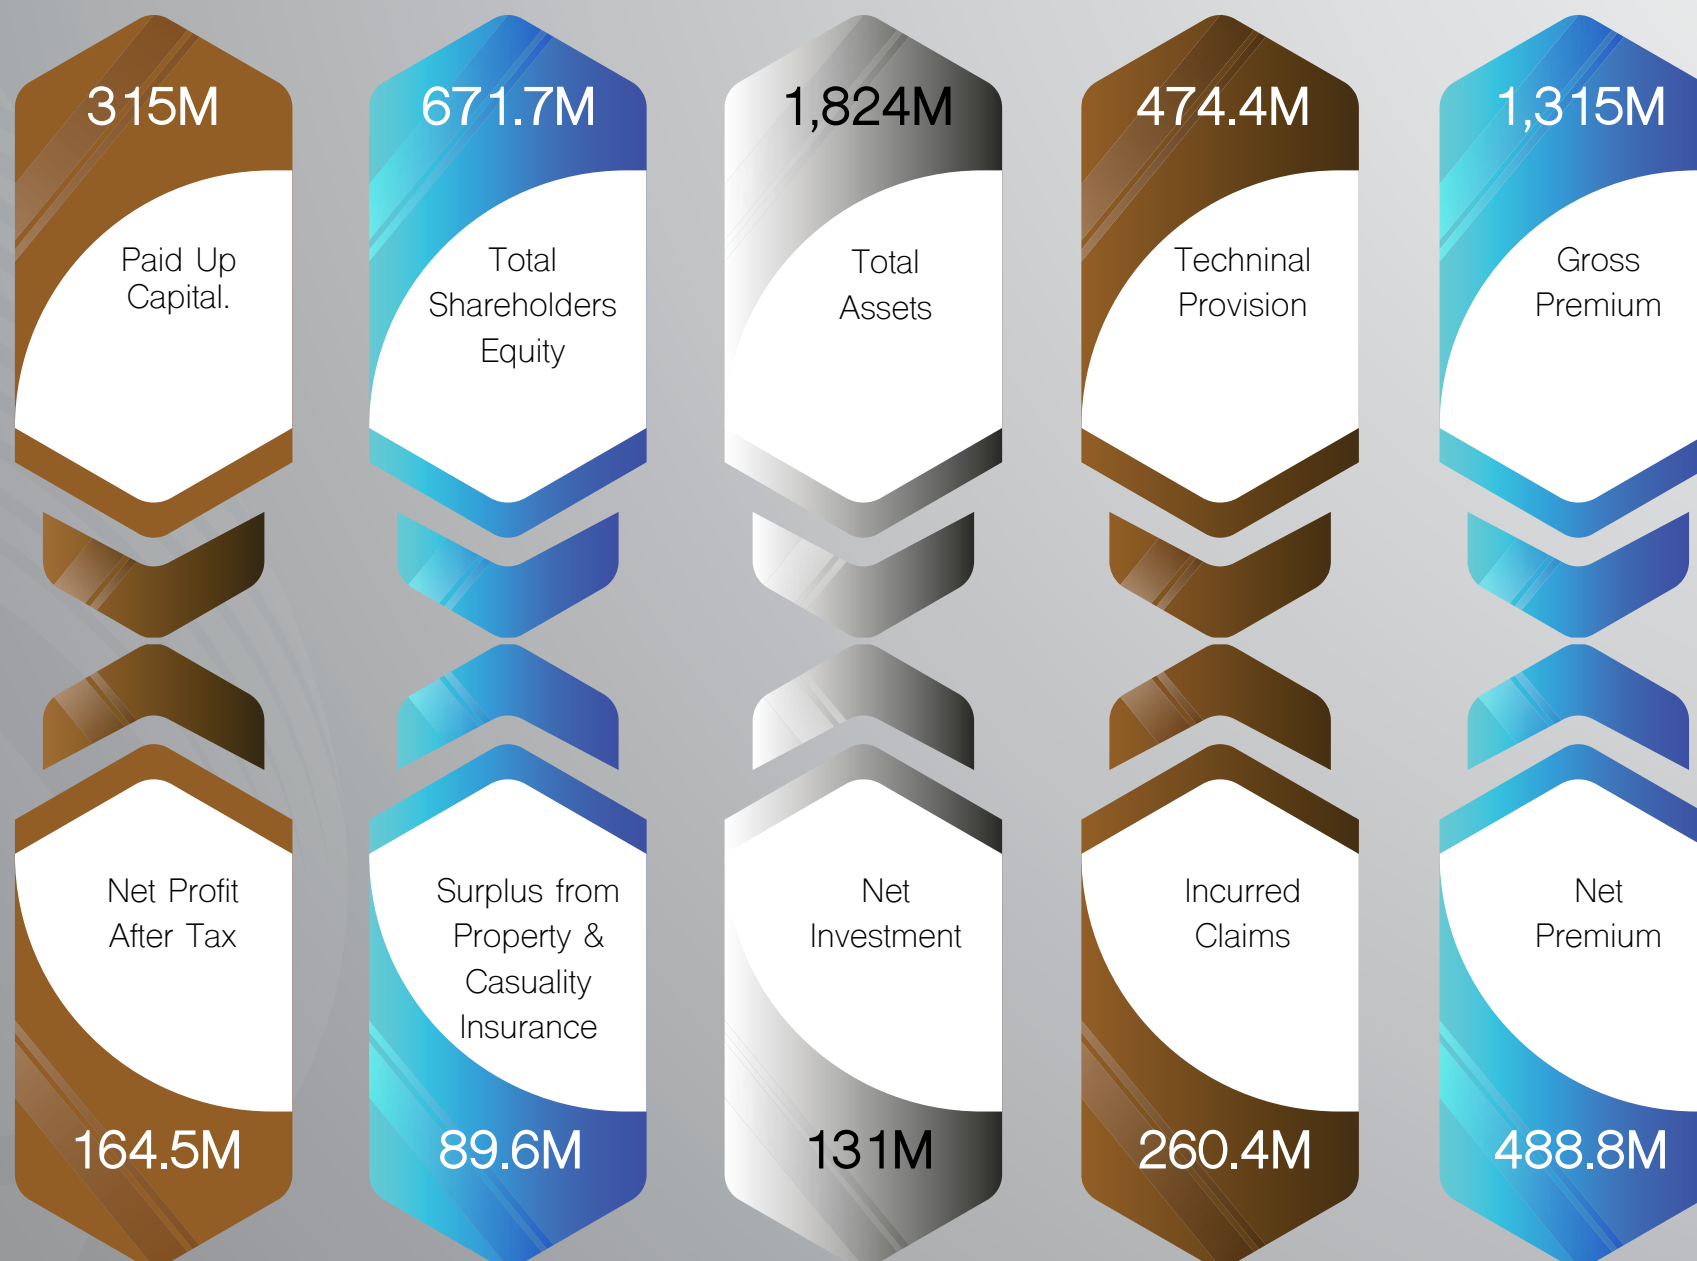 315M
Paid Up
Capital.
671.7M
Total
Shareholders
Equity
1,824M
Total
Assets
474.4M
Techninal
Provision
1,315M
Gross
Premium
Net Profit
After Tax
164.5M
Surplus from
Property &
Casuality
Insurance
89.6M
Net
Investment
131M
Incurred
Claims
260.4M
Net
Premium
488.8M